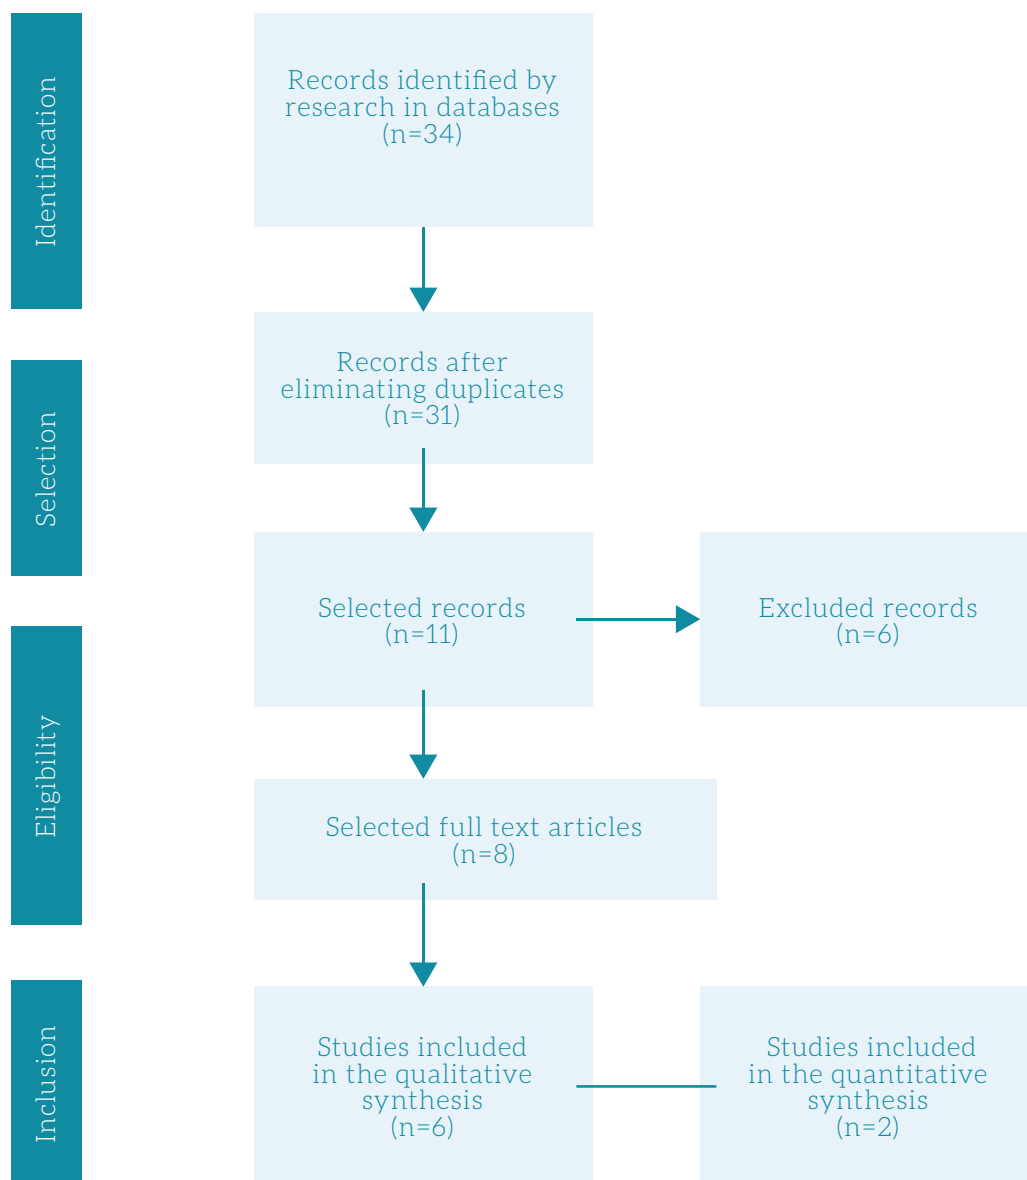 Identification
Records identified by
research in databases
(n=34)
Selection
Records after
eliminating duplicates
(n=31)
Selected records
(n=11)
Excluded records
(n=6)
Eligibility
Selected full text articles
(n=8)
Inclusion
Studies included
in the qualitative
synthesis
(n=6)
Studies included
in the quantitative
synthesis
(n=2)